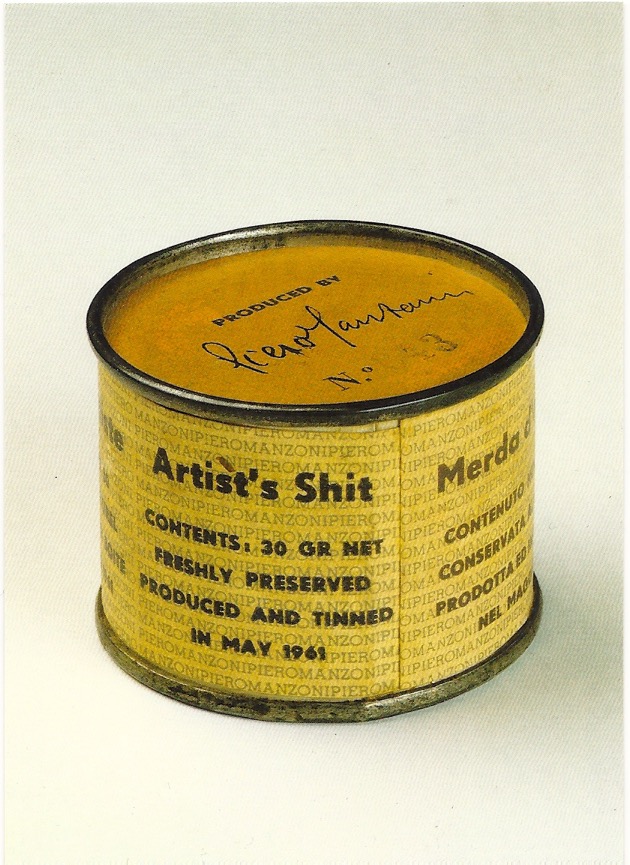 PRODUCED BY
Piero Manzoni
N.º 
Artist's Shit
CONTENTS: 30 GR NET
FRESHLY PRESERVED
PRODUCED AND TINNED
IN MAY 1961
Merda d'
CONTENUTO
CONSERVATA
PRODOTTA ED
NEL MAG
PIEROMANZONIPIEROMANZONI